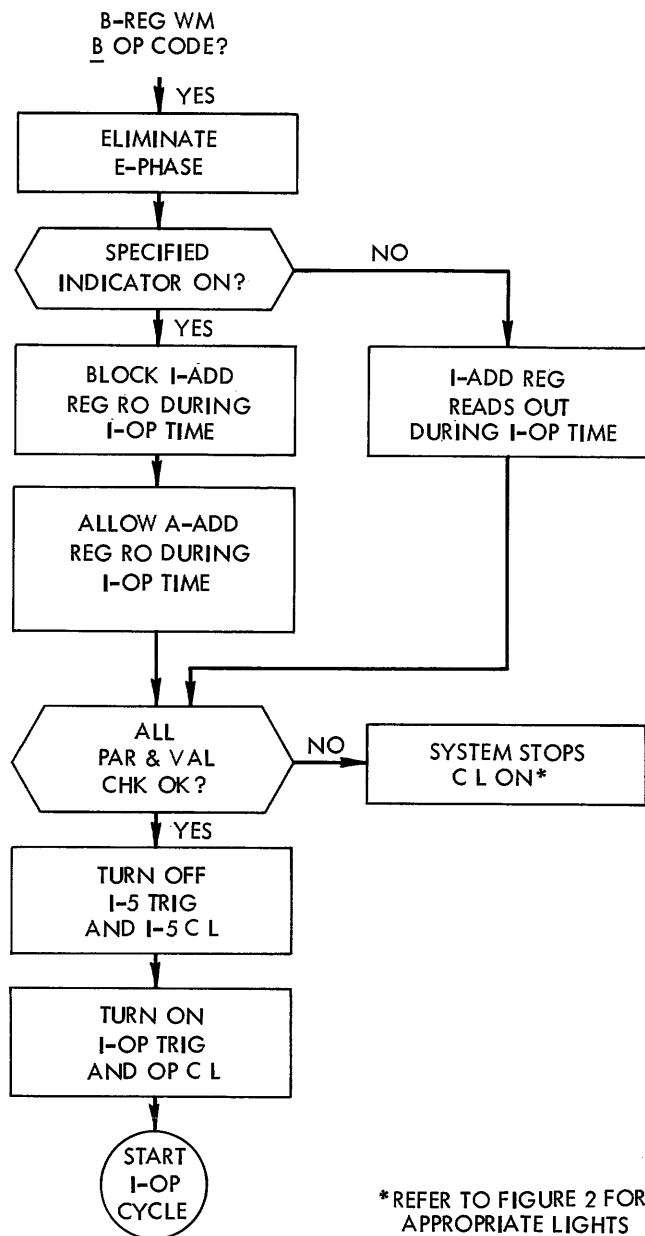 B-REG WM
B OP CODE?
YES
ELIMINATE
E-PHASE
SPECIFIED
INDICATOR ON?
NO
YES
BLOCK I-ADD
REG RO DURING
I-OP TIME
I-ADD REG
READS OUT
DURING I-OP TIME
ALLOW A-ADD
REG RO DURING
I-OP TIME
ALL
PAR & VAL
CHK OK?
NO
SYSTEM STOPS
C L ON*
YES
TURN OFF
I-5 TRIG
AND I-5 C L
TURN ON
I-OP TRIG
AND OP C L
START
I-OP
CYCLE
*REFER TO FIGURE 2 FOR
APPROPRIATE LIGHTS